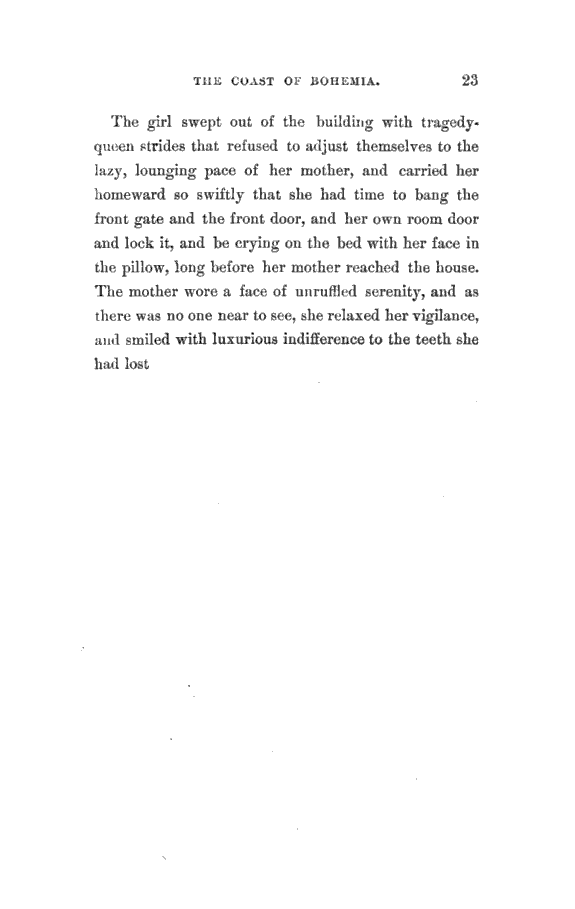 THE COAST OF BOHEMIA. 23
The girl swept out of the building with tragedy-
queen strides that refused to adjust themselves to the
lazy, lounging pace of her mother, and carried her
homeward so swiftly that she had time to bang the
front gate and the front door, and her own room door
and lock it, and be crying on the bed with her face in
the pillow, long before her mother reached the house.
The mother wore a face of unruffled serenity, and as
there was no one near to see, she relaxed her vigilance,
and smiled with luxurious indifference to the teeth she
had lost